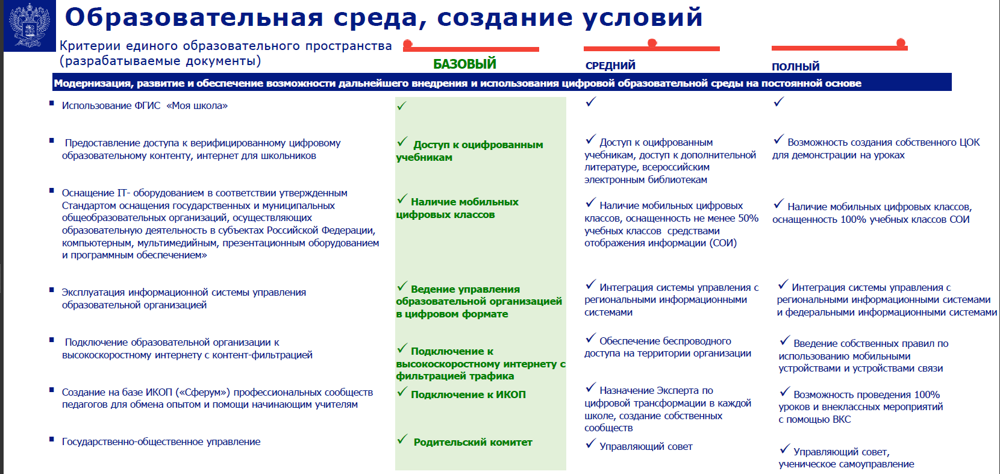 Образовательная среда, создание условий
Критерии единого образовательного пространства
(разрабатываемые документы)
БАЗОВЫЙ
СРЕДНИЙ
ПОЛНЫЙ
Модернизация, развитие и обеспечение возможности дальнейшего внедрения и использования цифровой образовательной среды на постоянной основе
Использование ФГИС «Моя школа»
Предоставление доступа к верифицированному цифровому
образовательному контенту, интернет для школьников
Доступ к оцифрованным
учебникам
Доступ к оцифрованным
учебникам, доступ к дополнительной
литературе, всероссийским
электронным библиотекам
Возможность создания собственного ЦОК
для демонстрации на уроках
Оснащение IT- оборудованием в соответствии утвержденным
Стандартом оснащения государственных и муниципальных
общеобразовательных организаций, осуществляющих
образовательную деятельность в субъектах Российской Федерации,
компьютерным, мультимедийным, презентационным оборудованием
и программным обеспечением»
Наличие мобильных
цифровых классов
Наличие мобильных цифровых
классов, оснащенность не менее 50%
учебных классов средствами
отображения информации (СОИ)
Наличие мобильных цифровых классов,
оснащенность 100% учебных классов СОИ
Эксплуатация информационной системы управления
образовательной организацией
Ведение управления
образовательной организацией
в цифровом формате
Интеграция системы управления с
региональными информационными
системами
Интеграция системы управления с
региональными информационными системами
и федеральными информационными системами
Подключение образовательной организации к
высокоскоростному интернету с контент-фильтрацией
Подключение к
высокоскоростному интернету с
фильтрацией трафика
Обеспечение беспроводного
доступа на территории организации
Введение собственных правил по
использованию мобильными
устройствами и устройствами связи
Создание на базе ИКОП («Сферум») профессиональных сообществ
педагогов для обмена опытом и помощи начинающим учителям
Подключение к ИКОП
Назначение Эксперта по
цифровой трансформации в каждой
школе, создание собственных
сообществ
Возможность проведения 100%
уроков и внеклассных мероприятий
с помощью ВКС
Государственно-общественное управление
Родительский комитет
Управляющий совет
Управляющий совет,
ученическое самоуправление